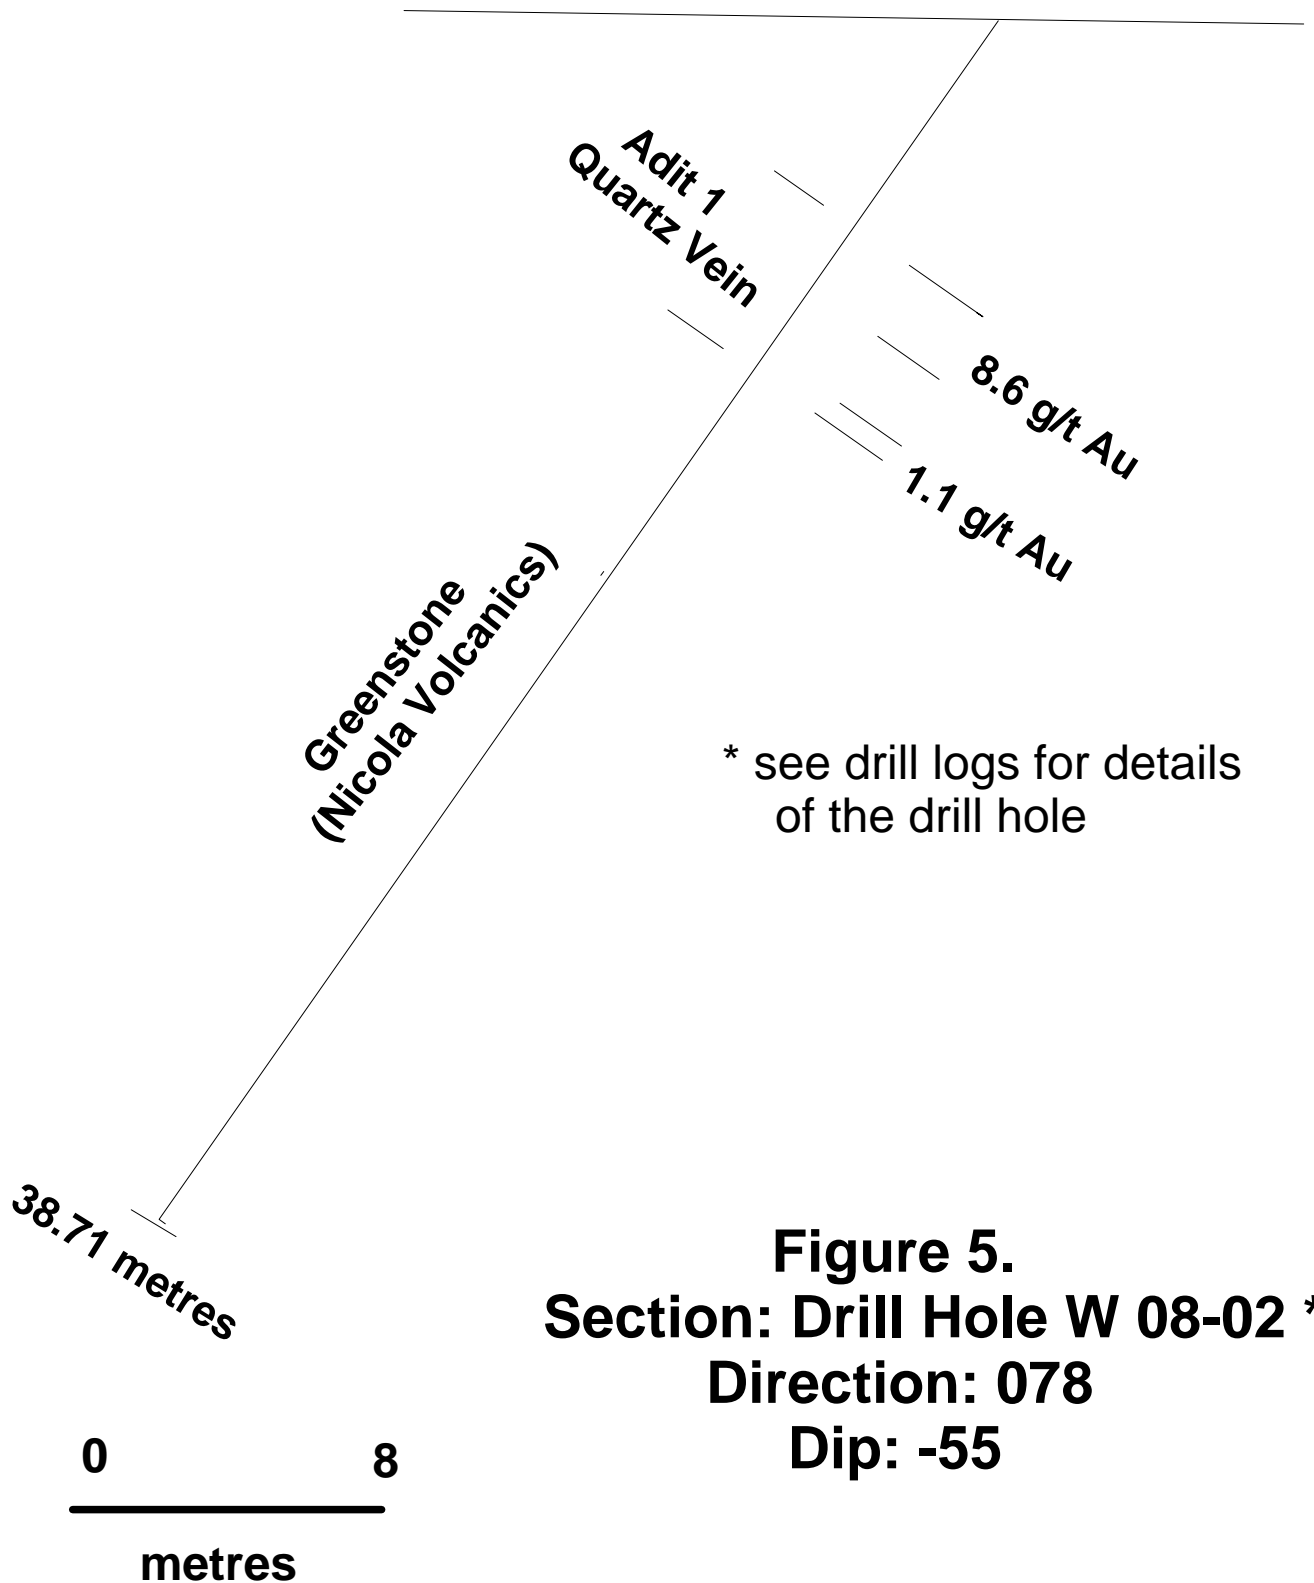 Adit 1
Quartz Vein
8.6 g/t Au
1.1 g/t Au
Greenstone
(Nicola Volcanics)
* see drill logs for details
of the drill hole
38.71 metres
Figure 5.
Section: Drill Hole W 08-02 *
Direction: 078
Dip: -55
0 8
metres